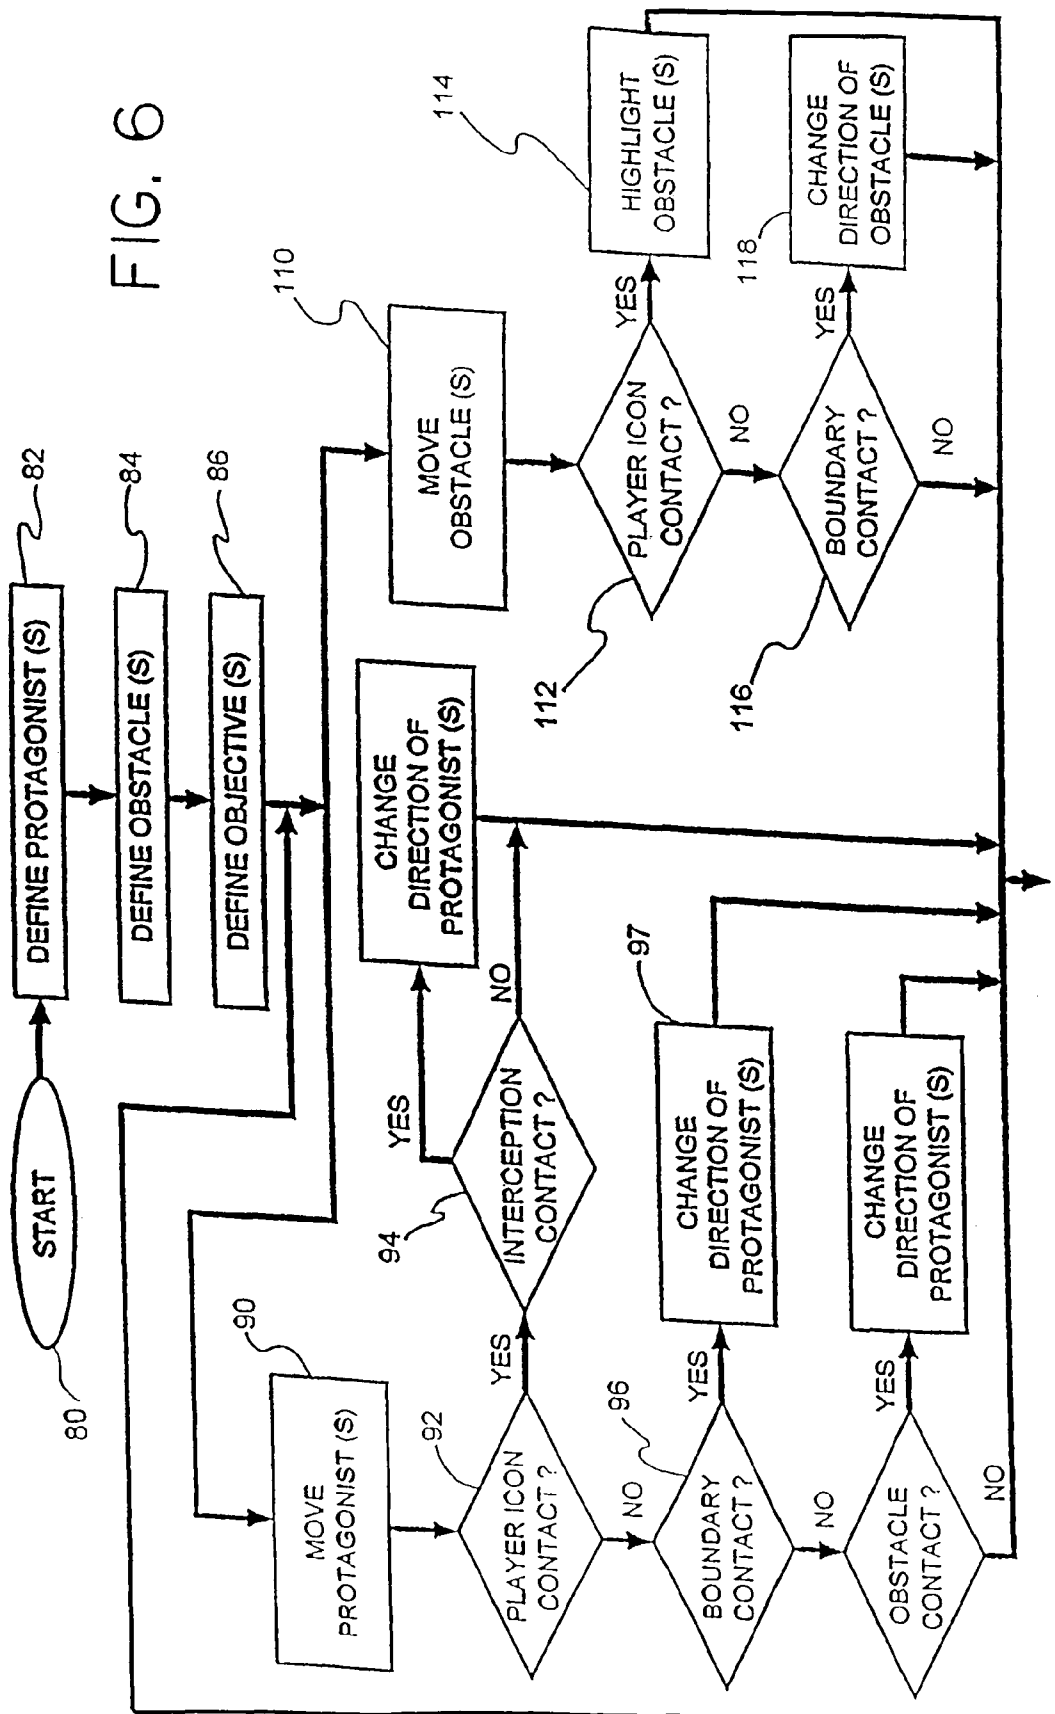 FIG. 6
START
80
DEFINE PROTAGONIST (S)
82
DEFINE OBSTACLE (S)
84
DEFINE OBJECTIVE (S)
86
MOVE
PROTAGONIST (S)
90
PLAYER ICON
CONTACT ?
92
YES
NO
INTERCEPTION
CONTACT ?
94
YES
NO
CHANGE
DIRECTION OF
PROTAGONIST (S)
BOUNDARY
CONTACT ?
96
YES
NO
CHANGE
DIRECTION OF
PROTAGONIST (S)
97
OBSTACLE
CONTACT ?
YES
NO
CHANGE
DIRECTION OF
PROTAGONIST (S)
MOVE
OBSTACLE (S)
110
PLAYER ICON
CONTACT ?
112
YES
NO
HIGHLIGHT
OBSTACLE (S)
114
BOUNDARY
CONTACT ?
116
YES
NO
CHANGE
DIRECTION OF
OBSTACLE (S)
118